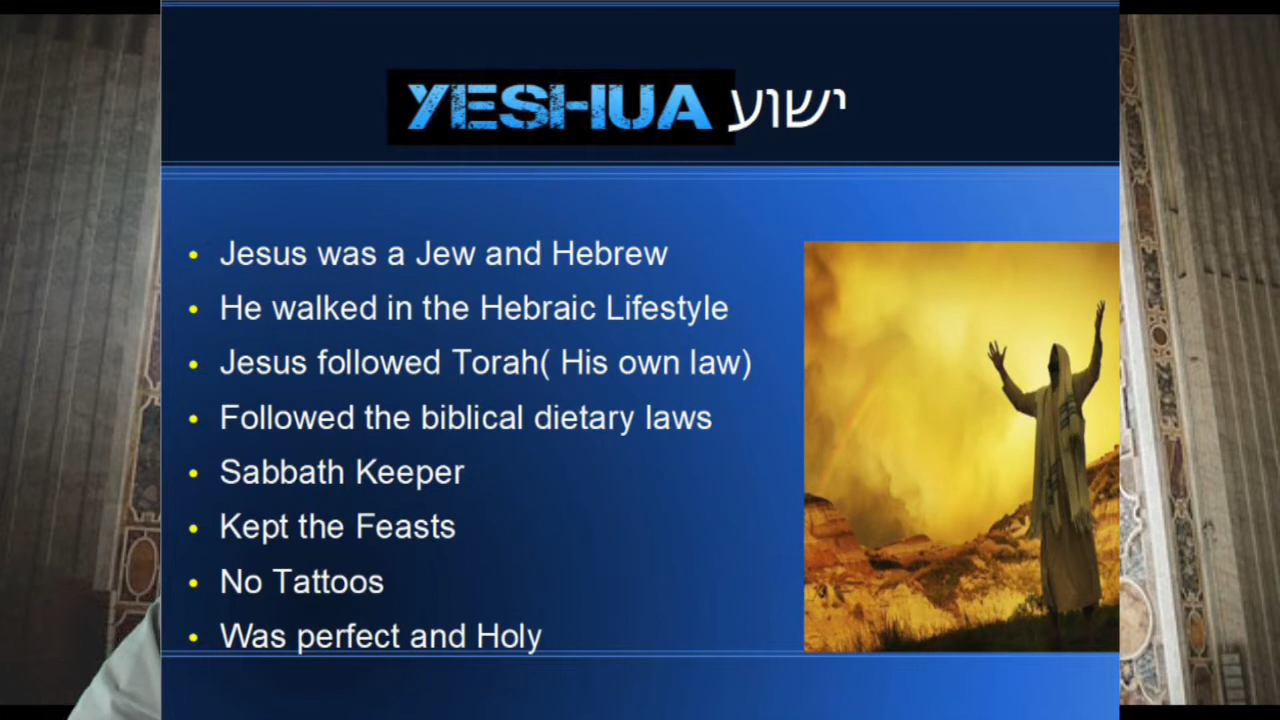 YESHUA ישוע
• Jesus was a Jew and Hebrew
• He walked in the Hebraic Lifestyle
• Jesus followed Torah( His own law)
• Followed the biblical dietary laws
• Sabbath Keeper
• Kept the Feasts
• No Tattoos
• Was perfect and Holy